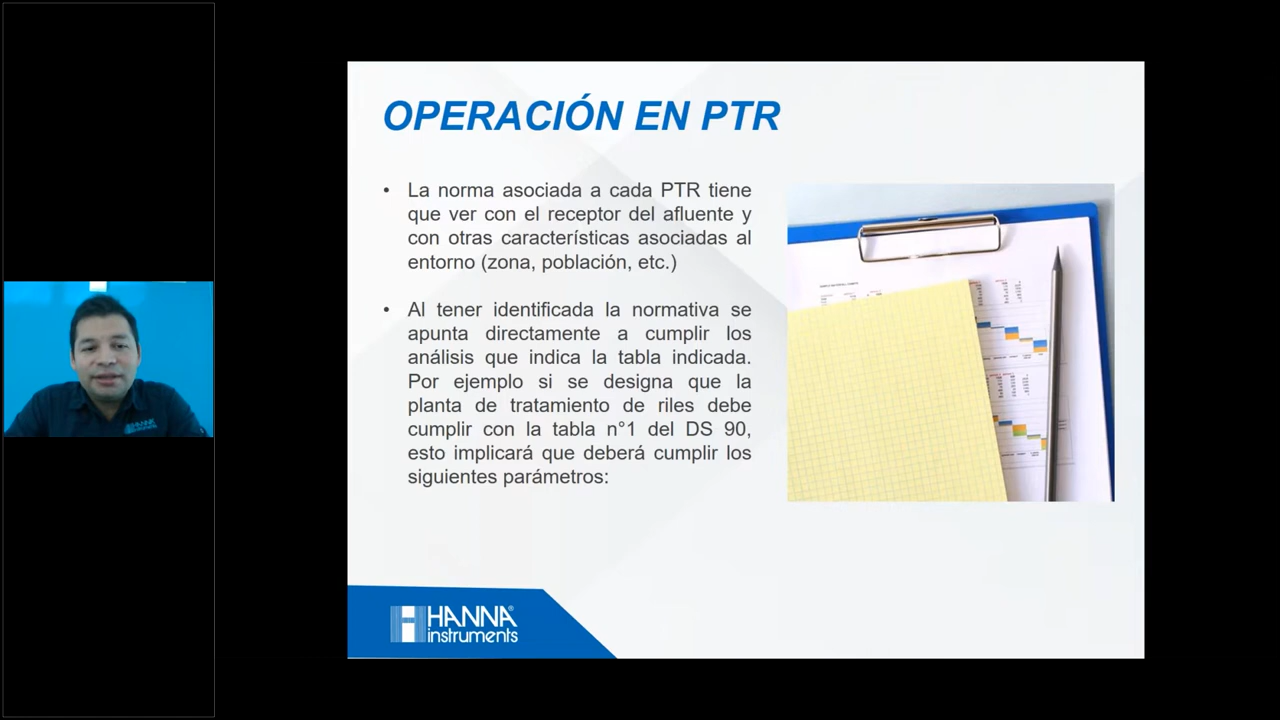 OPERACIÓN EN PTR
• La norma asociada a cada PTR tiene
que ver con el receptor del afluente y
con otras características asociadas al
entorno (zona, población, etc.)
• Al tener identificada la normativa se
apunta directamente a cumplir los
análisis que indica la tabla indicada.
Por ejemplo si se designa que la
planta de tratamiento de riles debe
cumplir con la tabla n°1 del DS 90,
esto implicará que deberá cumplir los
siguientes parámetros:
HANNA
instruments
HANNA
instruments